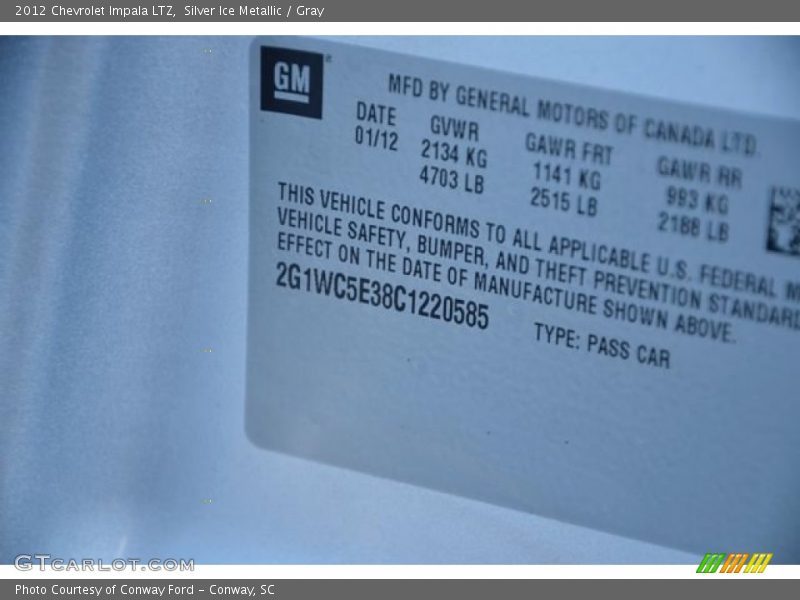 2012 Chevrolet Impala LTZ, Silver Ice Metallic / Gray
GM
MFD BY GENERAL MOTORS OF CANADA LTD.
DATE GVWR GAWR FRT GAWR RR
01/12 2134 KG 1141 KG 993 KG
4703 LB 2515 LB 2188 LB
THIS VEHICLE CONFORMS TO ALL APPLICABLE U.S. FEDERAL M
VEHICLE SAFETY, BUMPER, AND THEFT PREVENTION STANDARD
EFFECT ON THE DATE OF MANUFACTURE SHOWN ABOVE.
2G1WC5E38C1220585 TYPE: PASS CAR
GTCARLOT.COM
Photo Courtesy of Conway Ford - Conway, SC